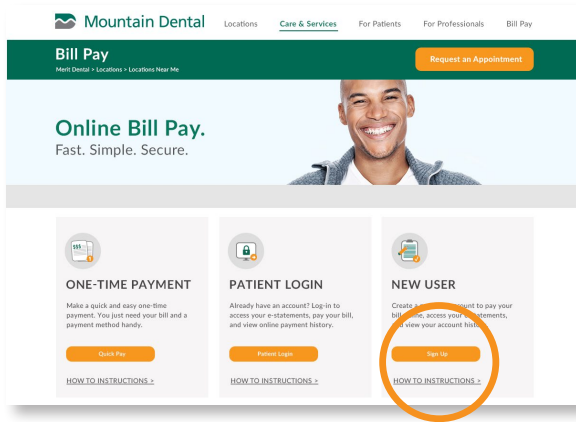 Mountain Dental
Locations Care & Services For Patients For Professionals Bill Pay
Bill Pay
Merit Dental > Locations > Locations Near Me
Request an Appointment
Online Bill Pay.
Fast. Simple. Secure.
$$$
ONE-TIME PAYMENT
Make a quick and easy one-time
payment. You just need your bill and a
payment method handy.
Quick Pay
HOW TO INSTRUCTIONS >
PATIENT LOGIN
Already have an account? Log-in to
access your e-statements, pay your bill,
and view online payment history.
Patient Login
HOW TO INSTRUCTIONS >
NEW USER
Create a account to pay your
bill access your statements,
view your account
Sign Up
HOW TO INSTRUCTIONS >